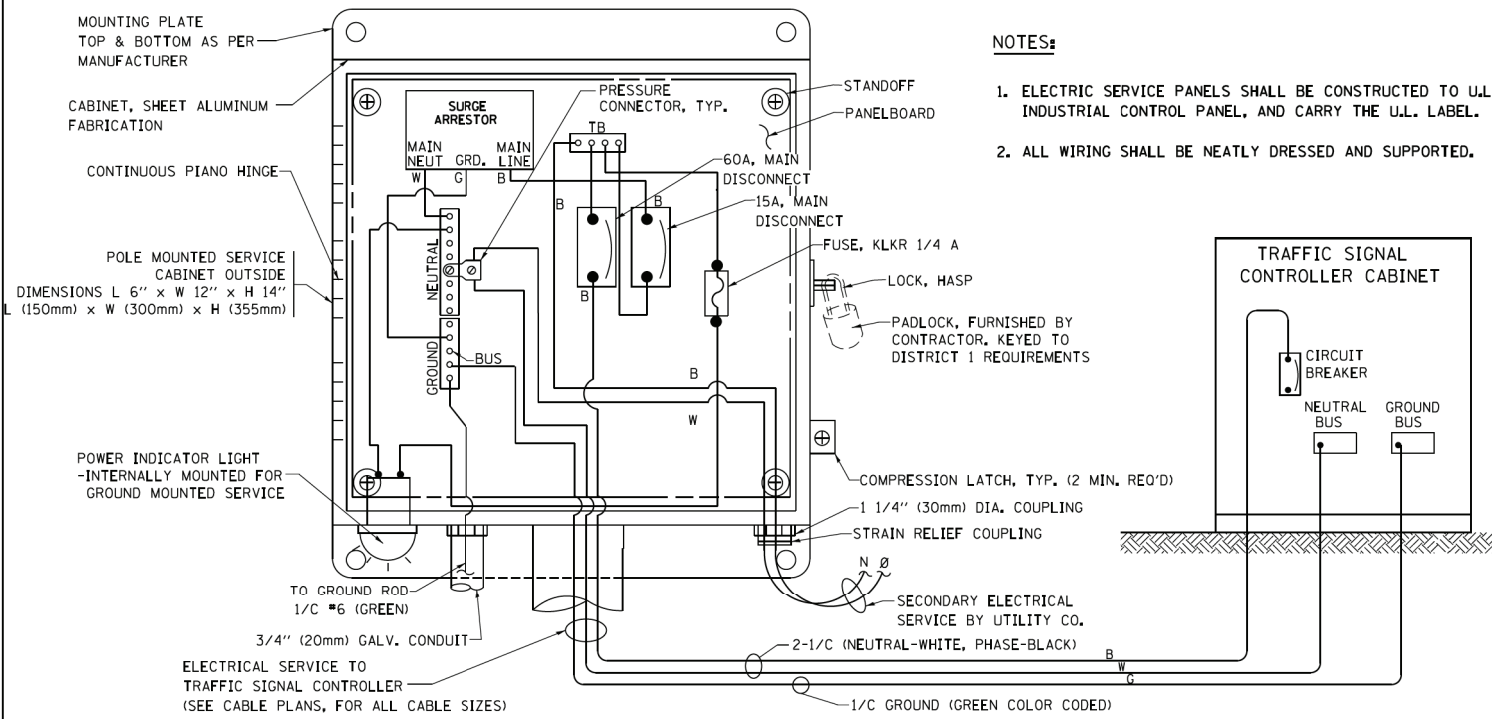 MOUNTING PLATE
TOP & BOTTOM AS PER
MANUFACTURER
CABINET, SHEET ALUMINUM
FABRICATION
CONTINUOUS PIANO HINGE
POLE MOUNTED SERVICE
CABINET OUTSIDE
DIMENSIONS L 6'' x W 12'' x H 14''
L (150mm) x W (300mm) x H (355mm)
POWER INDICATOR LIGHT
-INTERNALLY MOUNTED FOR
GROUND MOUNTED SERVICE
TO GROUND ROD
1/C #6 (GREEN)
3/4'' (20mm) GALV. CONDUIT
ELECTRICAL SERVICE TO
TRAFFIC SIGNAL CONTROLLER
(SEE CABLE PLANS, FOR ALL CABLE SIZES)
SURGE
ARRESTOR
MAIN
NEUT
GRD.
MAIN
LINE
W
G
B
PRESSURE
CONNECTOR, TYP.
TB
NEUTRAL
GROUND
BUS
B
B
B
B
W
STANDOFF
PANELBOARD
60A, MAIN
DISCONNECT
15A, MAIN
DISCONNECT
FUSE, KLKR 1/4 A
LOCK, HASP
PADLOCK, FURNISHED BY
CONTRACTOR. KEYED TO
DISTRICT 1 REQUIREMENTS
COMPRESSION LATCH, TYP. (2 MIN. REQ'D)
1 1/4'' (30mm) DIA. COUPLING
STRAIN RELIEF COUPLING
N Ø
SECONDARY ELECTRICAL
SERVICE BY UTILITY CO.
2-1/C (NEUTRAL-WHITE, PHASE-BLACK)
B
W
G
1/C GROUND (GREEN COLOR CODED)
NOTES:
1. ELECTRIC SERVICE PANELS SHALL BE CONSTRUCTED TO U.L
INDUSTRIAL CONTROL PANEL, AND CARRY THE U.L. LABEL.
2. ALL WIRING SHALL BE NEATLY DRESSED AND SUPPORTED.
TRAFFIC SIGNAL
CONTROLLER CABINET
CIRCUIT
BREAKER
NEUTRAL
BUS
GROUND
BUS